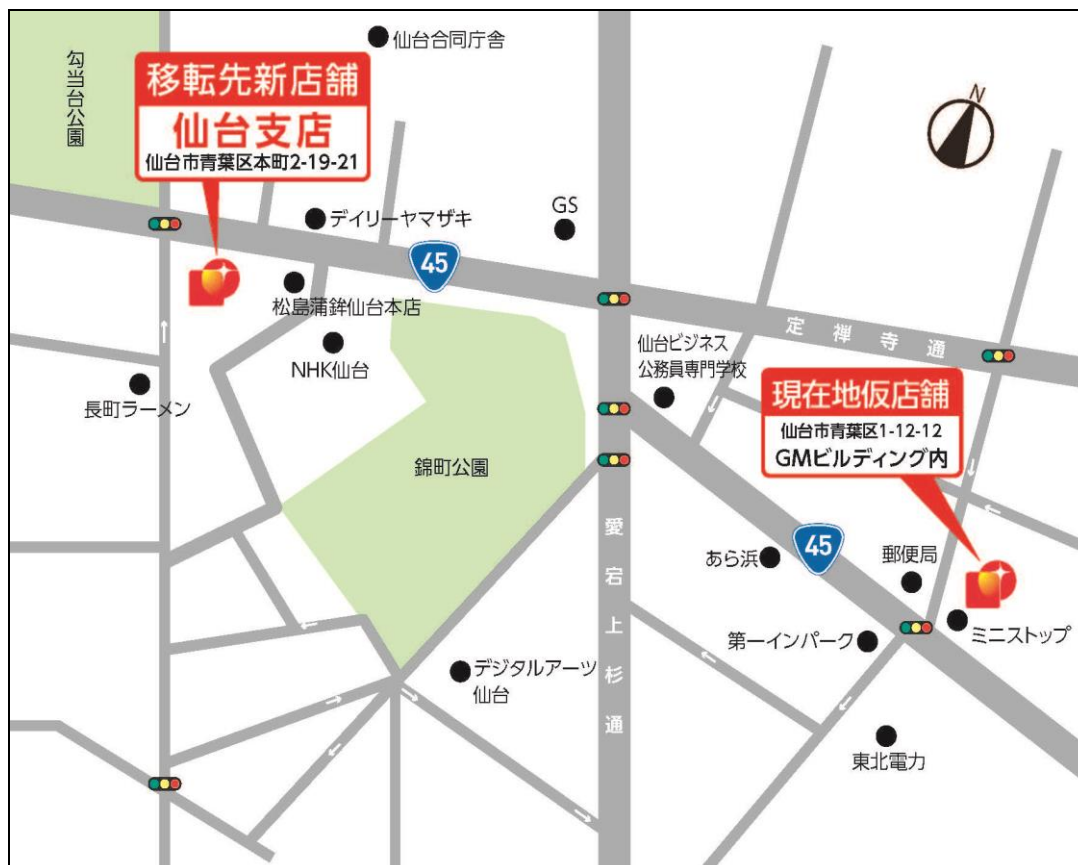 仙台合同庁舎
勾当台公園
移転先新店舗
仙台支店
仙台市青葉区本町2-19-21
N
デイリーヤマザキ
GS
45
松島蒲鉾仙台本店
NHK仙台
長町ラーメン
定禅寺通
仙台ビジネス
公務員専門学校
現在地仮店舗
仙台市青葉区1-12-12
GMビルディング内
錦町公園
愛宕上杉通
45
あら浜
郵便局
ミニストップ
第一インパーク
デジタルアーツ
仙台
東北電力